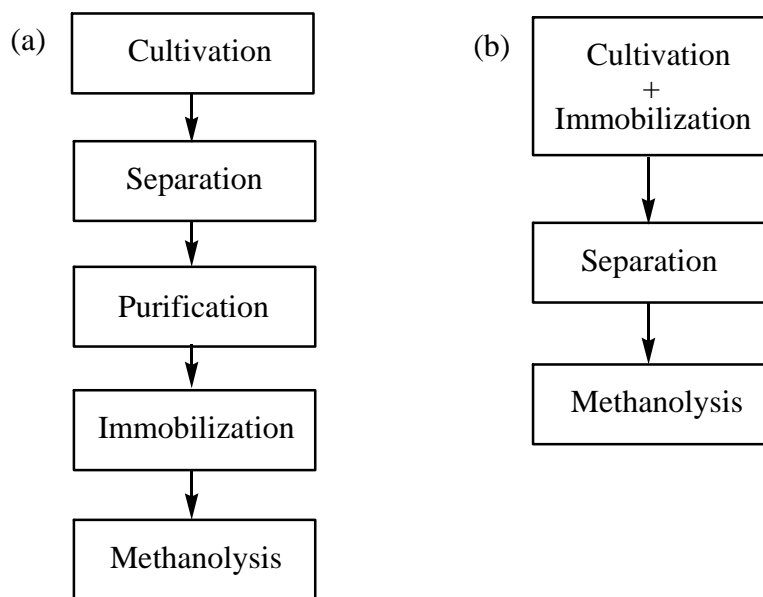 (a)
Cultivation
Separation
Purification
Immobilization
Methanolysis
(b)
Cultivation
+
Immobilization
Separation
Methanolysis